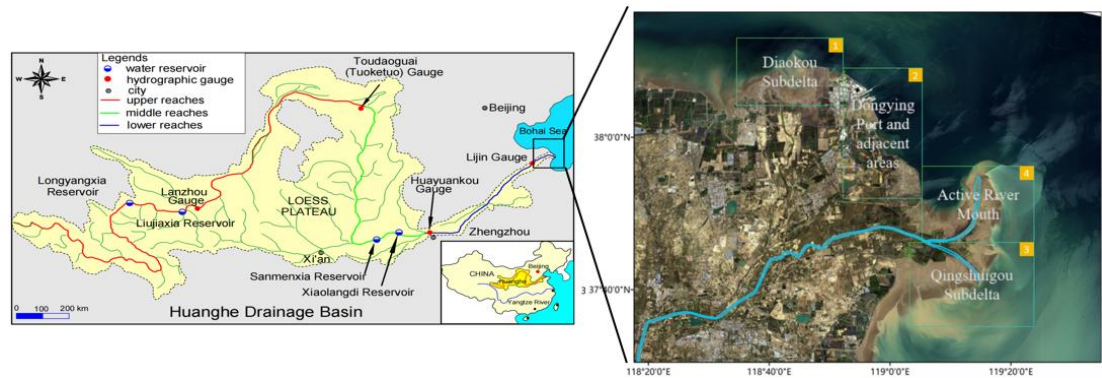 Legends
water reservoir
hydrographic gauge
city
upper reaches
middle reaches
lower reaches
N
W
E
S
Toudaoguai
(Tuoketuo) Gauge
Beijing
Bohai Sea
Lijin Gauge
Huayuankou
Gauge
Longyangxia
Reservoir
Lanzhou
Gauge
Liujiaxia Reservoir
LOESS
PLATEAU
Zhengzhou
Xi'an
Sanmenxia Reservoir
Xiaolangdi Reservoir
CHINA
Beijing
Huanghe
Yangtze River
0 100 200 km
Huanghe Drainage Basin
1
Diaokou
Subdelta
2
Dongying
Port and
adjacent
areas
38°0'0"N
4
Active River
Mouth
3
Qingshuigou
Subdelta
37°40'0"N
118°20'0"E
118°40'0"E
119°0'0"E
119°20'0"E